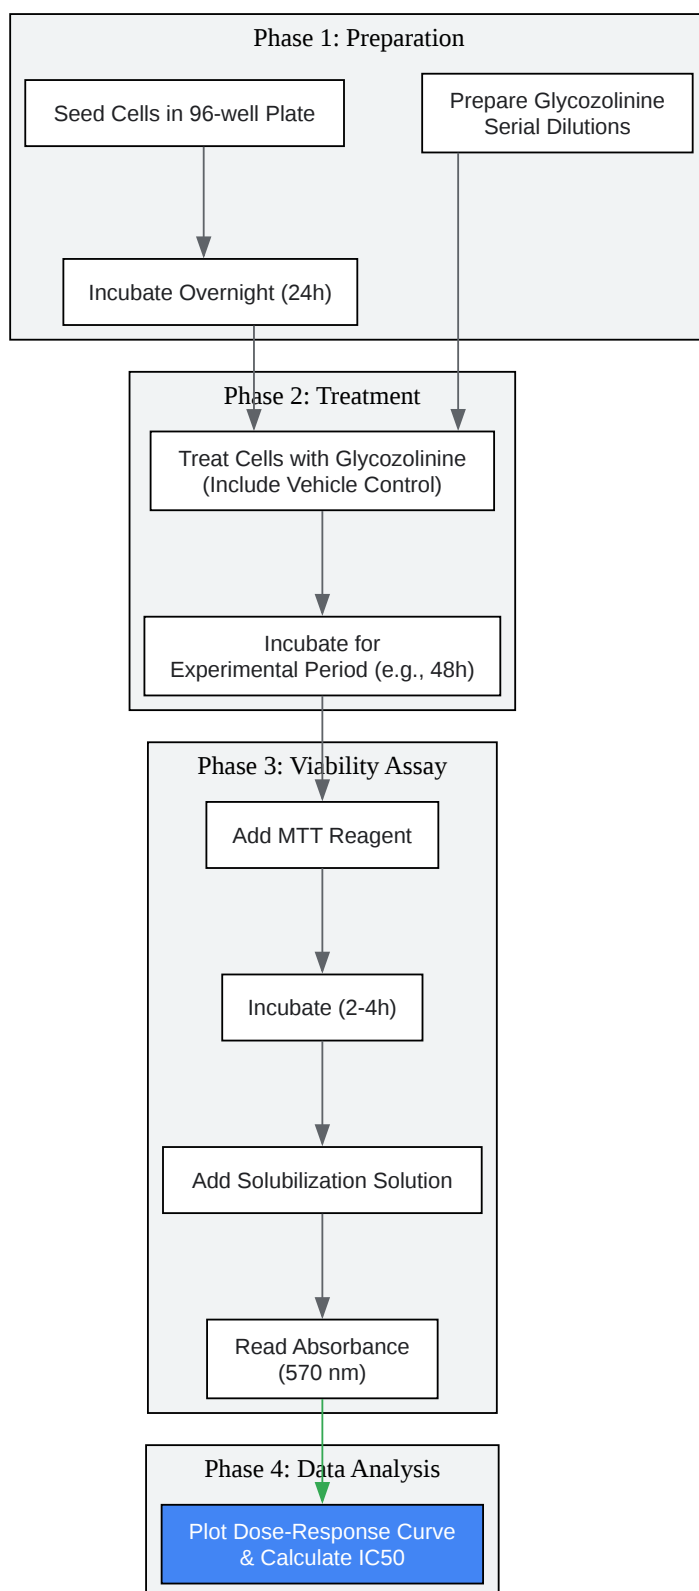 Phase 1: Preparation
Seed Cells in 96-well Plate
Prepare Glycozolinine
Serial Dilutions
Incubate Overnight (24h)
Phase 2: Treatment
Treat Cells with Glycozolinine
(Include Vehicle Control)
Incubate for
Experimental Period (e.g., 48h)
Phase 3: Viability Assay
Add MTT Reagent
Incubate (2-4h)
Add Solubilization Solution
Read Absorbance
(570 nm)
Phase 4: Data Analysis
Plot Dose-Response Curve
& Calculate IC50